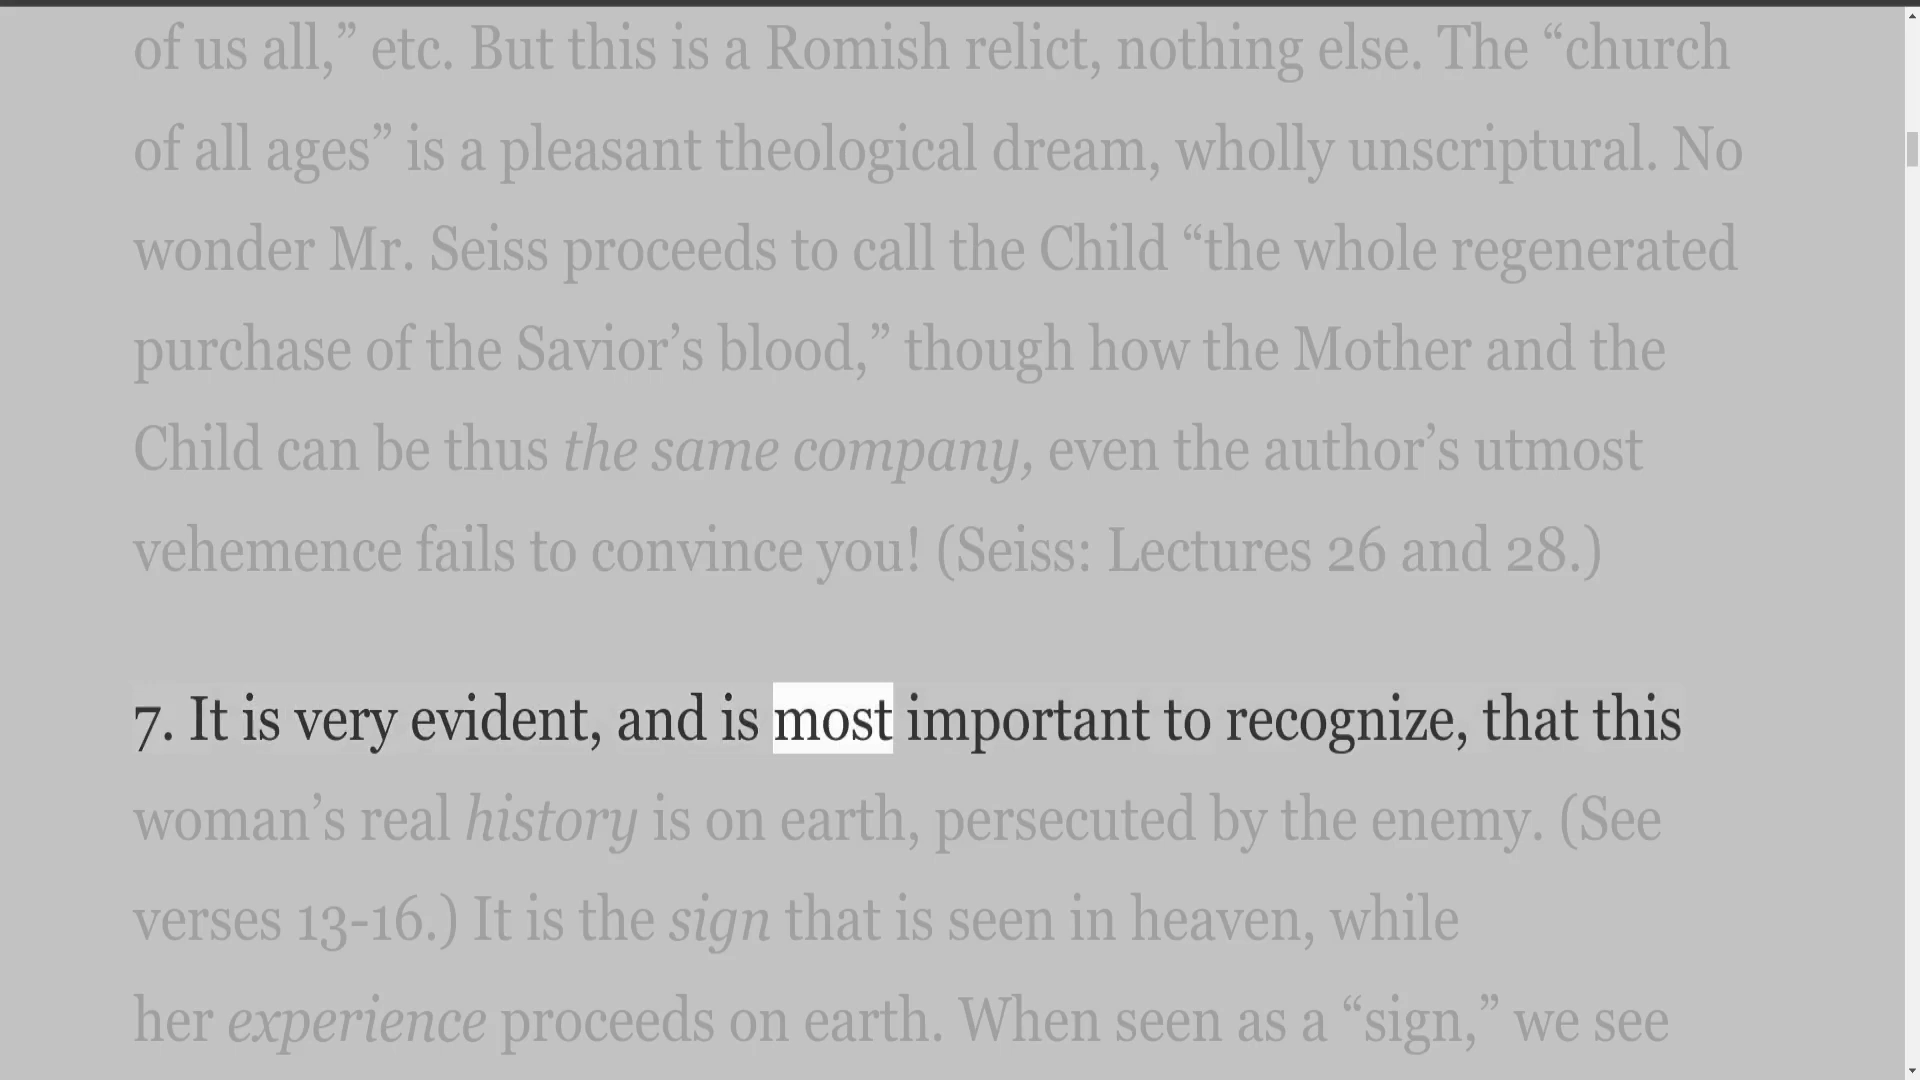 of us all,” etc. But this is a Romish relict, nothing else. The “church
of all ages” is a pleasant theological dream, wholly unscriptural. No
wonder Mr. Seiss proceeds to call the Child “the whole regenerated
purchase of the Savior’s blood,” though how the Mother and the
Child can be thus the same company, even the author’s utmost
vehemence fails to convince you! (Seiss: Lectures 26 and 28.)
7. It is very evident, and is most important to recognize, that this
woman’s real history is on earth, persecuted by the enemy. (See
verses 13-16.) It is the sign that is seen in heaven, while
her experience proceeds on earth. When seen as a “sign,” we see